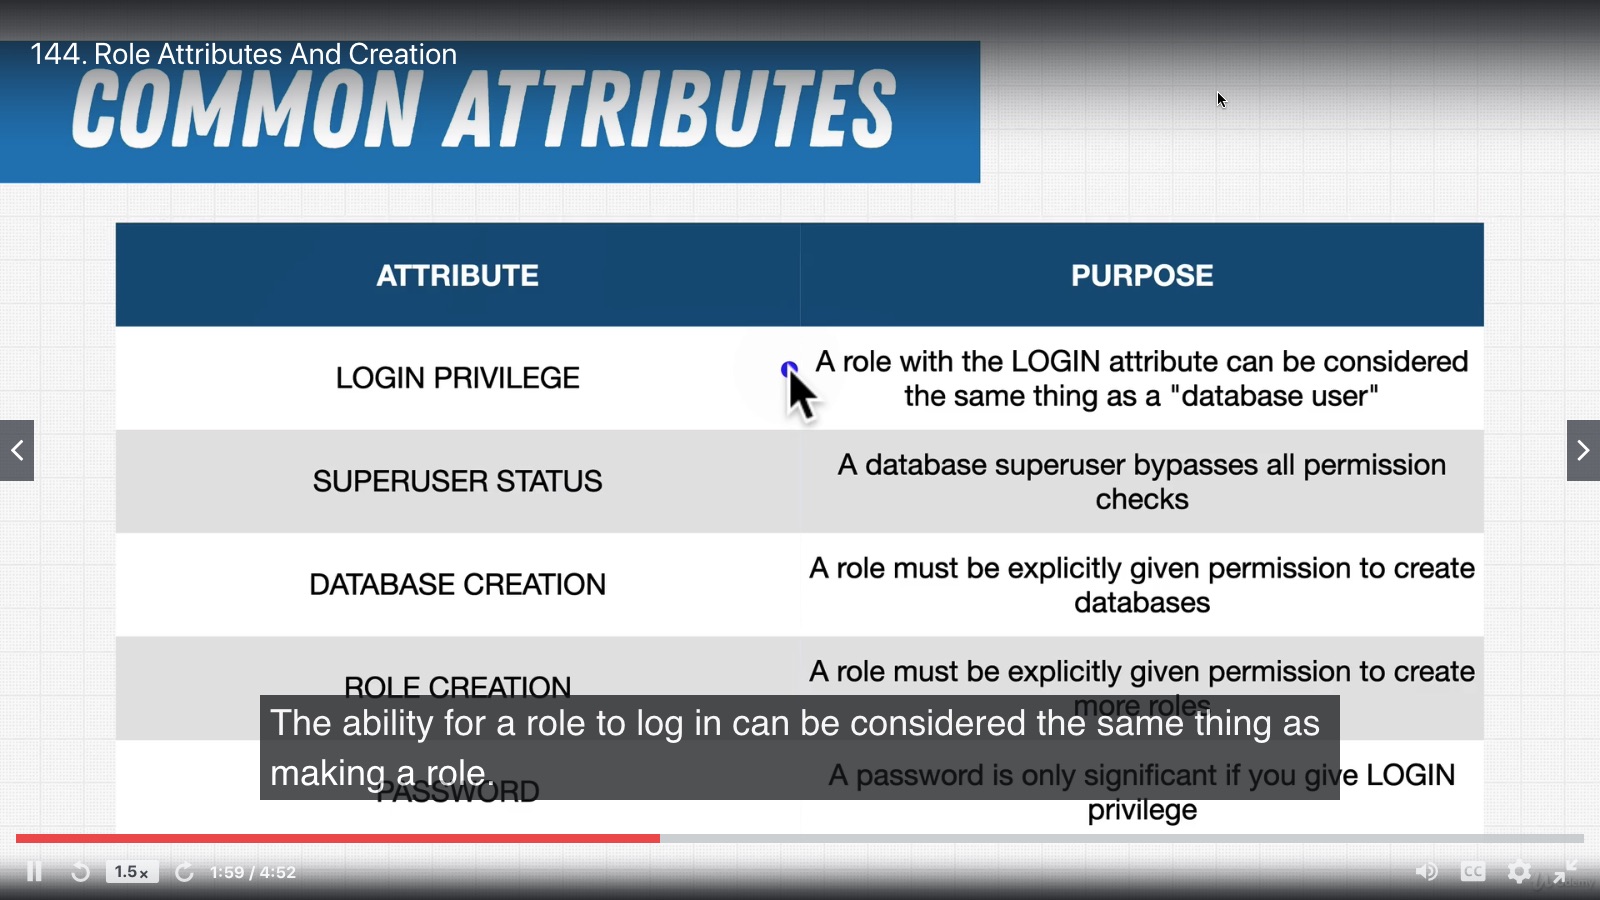 144. Role Attributes And Creation
COMMON ATTRIBUTES
ATTRIBUTE
PURPOSE
LOGIN PRIVILEGE
A role with the LOGIN attribute can be considered
the same thing as a "database user"
SUPERUSER STATUS
A database superuser bypasses all permission
checks
DATABASE CREATION
A role must be explicitly given permission to create
databases
ROLE CREATION
A role must be explicitly given permission to create
more roles
The ability for a role to log in can be considered the same thing as
making a role.
PASSWORD
A password is only significant if you give LOGIN
privilege
1.5x
1:59 / 4:52
CC